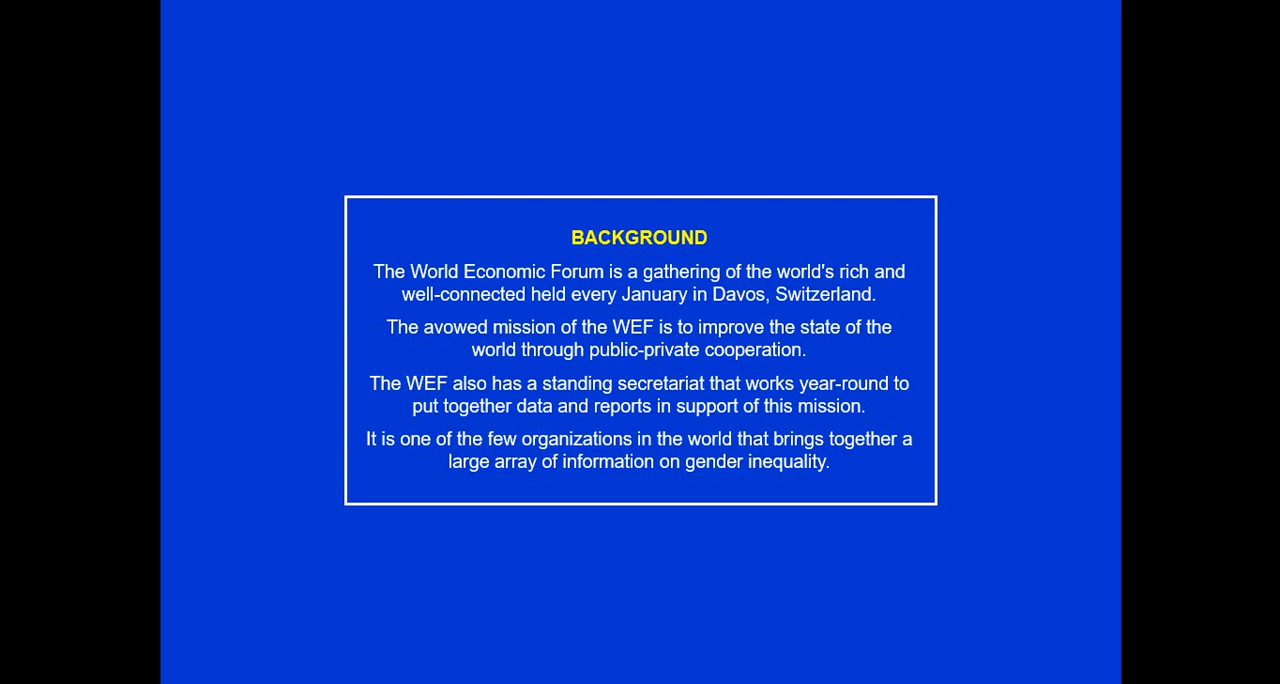 BACKGROUND
The World Economic Forum is a gathering of the world's rich and
well-connected held every January in Davos, Switzerland.
The avowed mission of the WEF is to improve the state of the
world through public-private cooperation.
The WEF also has a standing secretariat that works year-round to
put together data and reports in support of this mission.
It is one of the few organizations in the world that brings together a
large array of information on gender inequality.